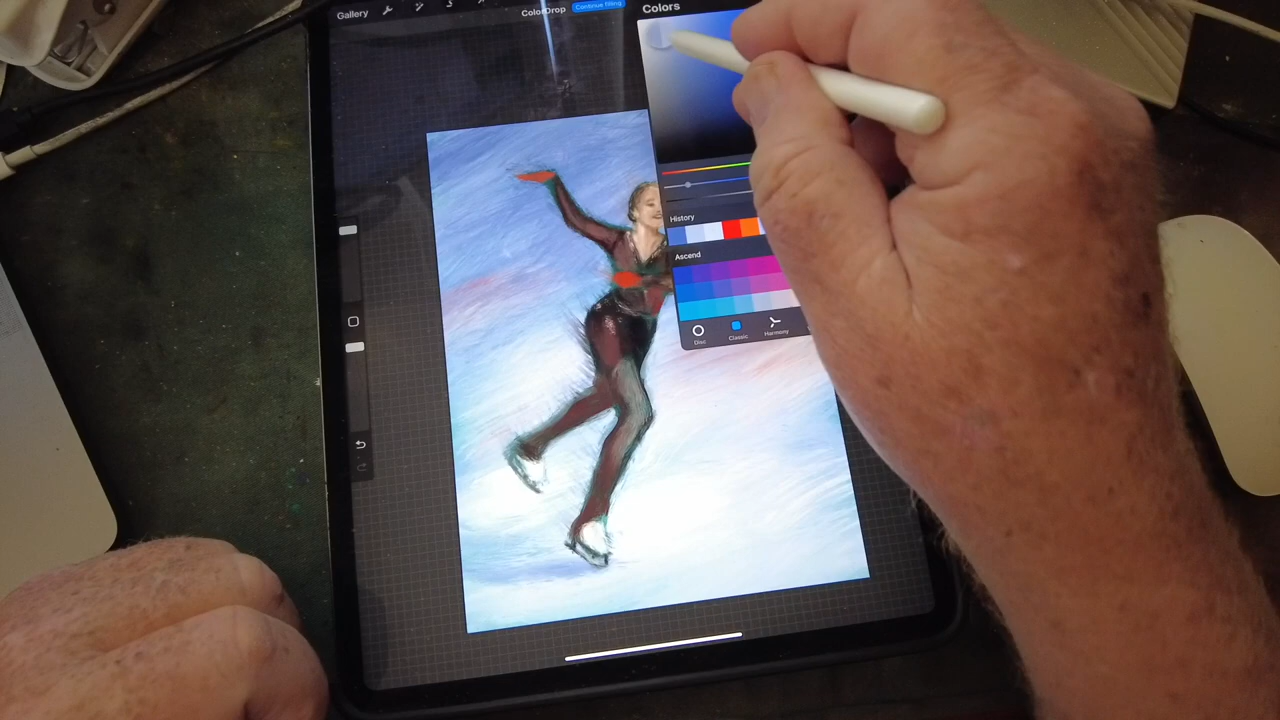 Gallery
ColorDrop
Continue filling
Colors
History
Ascend
Disc
Classic
Harmony